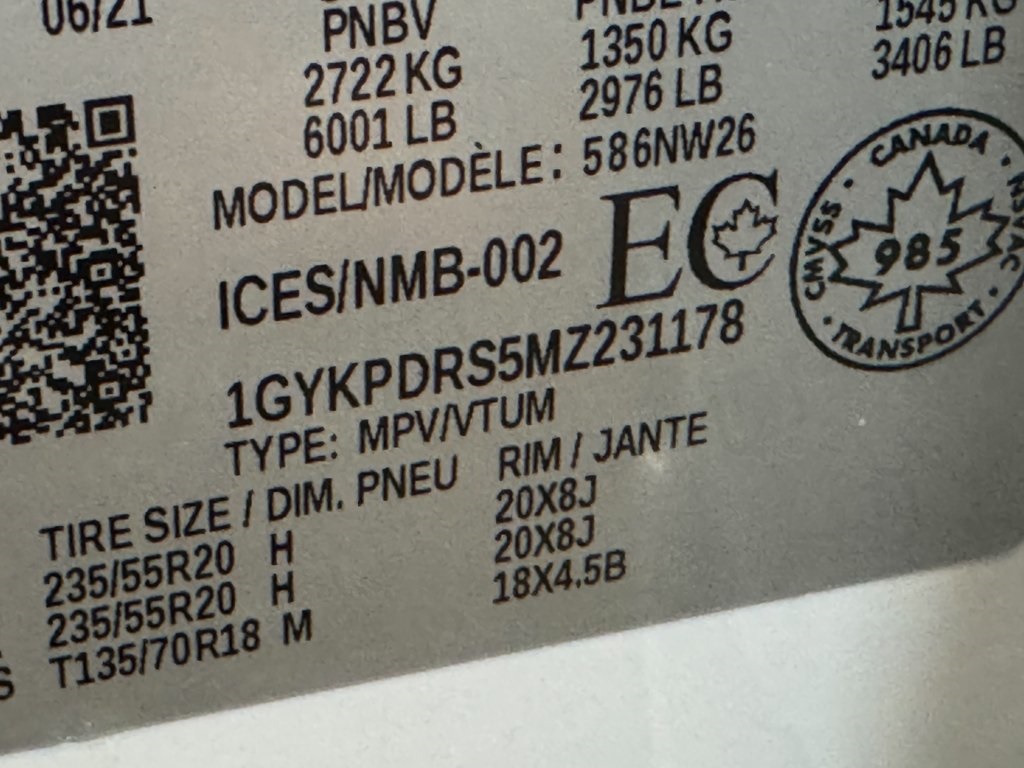 06/21
PNBV
2722 KG 1350 KG 1545 KG
6001 LB 2976 LB 3406 LB
MODEL/MODÈLE: 586NW26
ICES/NMB-002 EC
CANADA · NSVAC · TRANSPORT · CMVSS ·
985
1GYKPDRS5MZ231178
TYPE: MPV/VTUM
TIRE SIZE / DIM. PNEU RIM / JANTE
235/55R20 H 20X8J
235/55R20 H 20X8J
S T135/70R18 M 18X4.5B